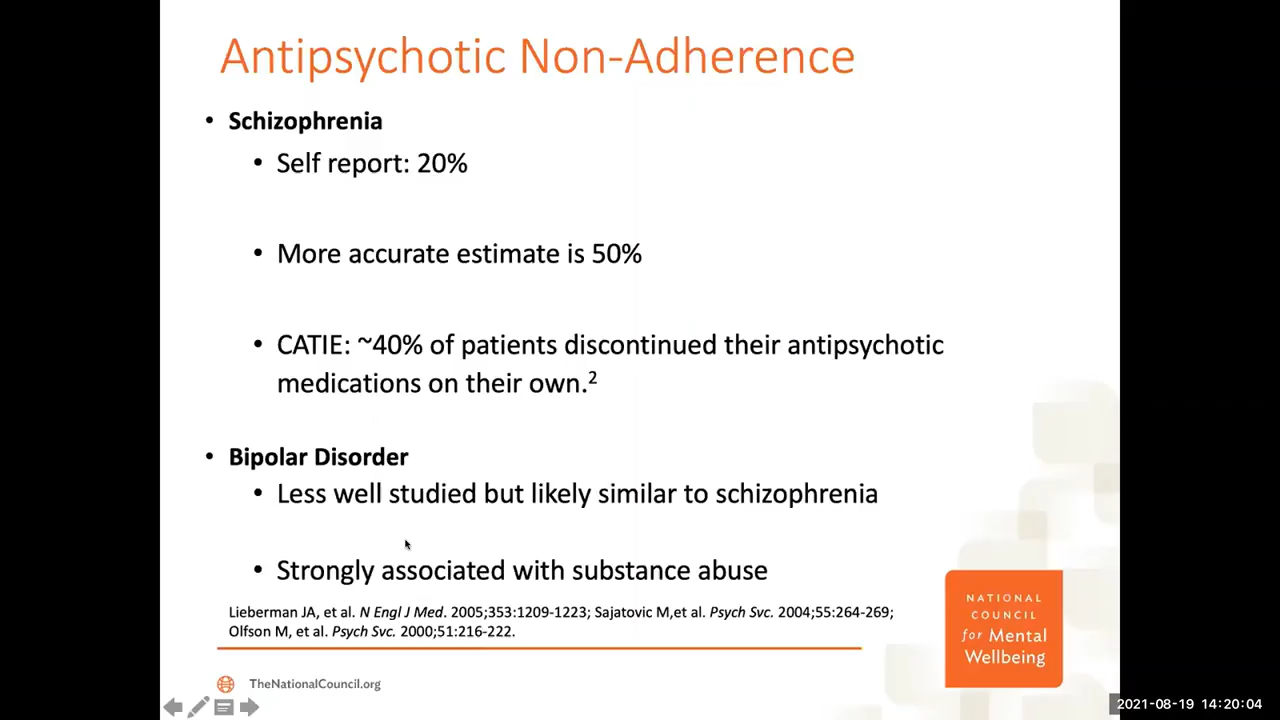 Antipsychotic Non-Adherence
• Schizophrenia
• Self report: 20%
• More accurate estimate is 50%
• CATIE: ~40% of patients discontinued their antipsychotic
medications on their own.²
• Bipolar Disorder
• Less well studied but likely similar to schizophrenia
• Strongly associated with substance abuse
Lieberman JA, et al. N Engl J Med. 2005;353:1209-1223; Sajatovic M,et al. Psych Svc. 2004;55:264-269;
Olfson M, et al. Psych Svc. 2000;51:216-222.
NATIONAL
COUNCIL
for Mental
Wellbeing
TheNationalCouncil.org
2021-08-19 14:20:04